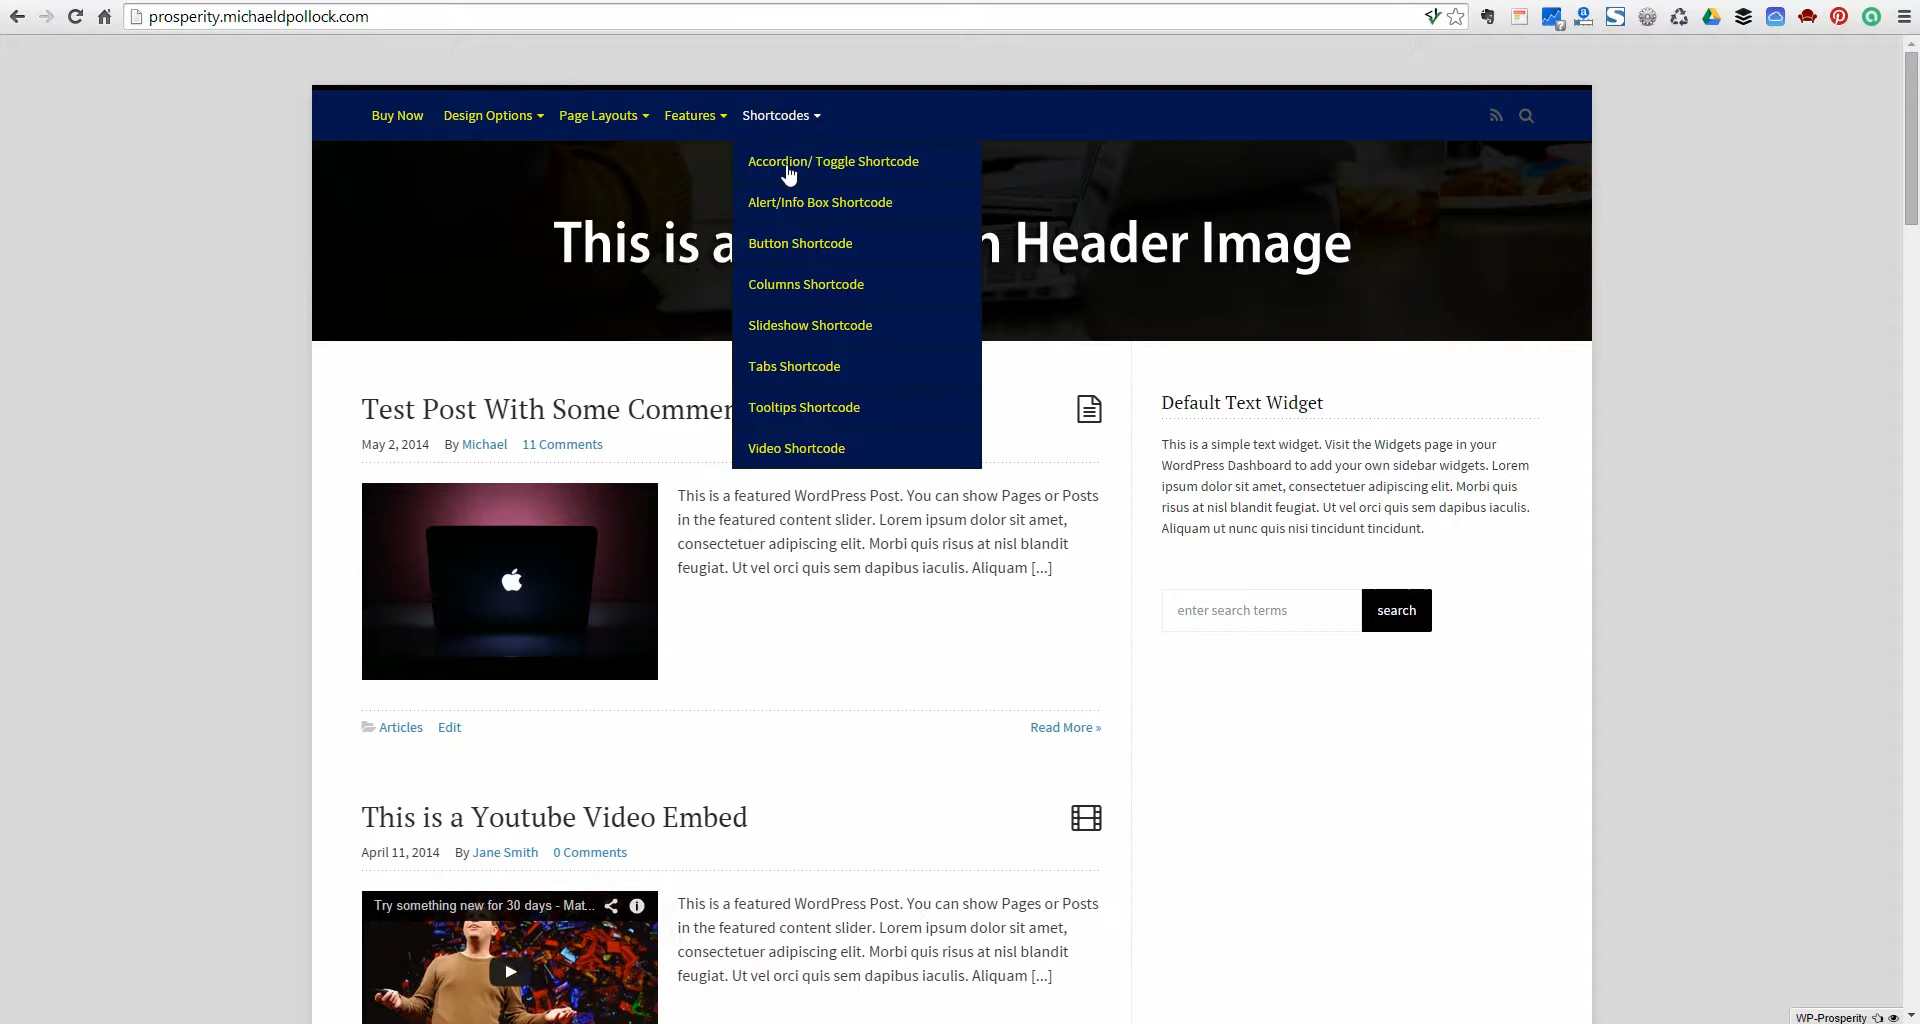 prosperity.michaeldpollock.com
Buy Now Design Options Page Layouts Features Shortcodes
Accordion/ Toggle Shortcode
Alert/Info Box Shortcode
Button Shortcode
Columns Shortcode
Slideshow Shortcode
Tabs Shortcode
Tooltips Shortcode
Video Shortcode
This is a n Header Image
Test Post With Some Commen
May 2, 2014 By Michael 11 Comments
This is a featured WordPress Post. You can show Pages or Posts
in the featured content slider. Lorem ipsum dolor sit amet,
consectetuer adipiscing elit. Morbi quis risus at nisl blandit
feugiat. Ut vel orci quis sem dapibus iaculis. Aliquam [...]
Articles Edit Read More »
Default Text Widget
This is a simple text widget. Visit the Widgets page in your
WordPress Dashboard to add your own sidebar widgets. Lorem
ipsum dolor sit amet, consectetuer adipiscing elit. Morbi quis
risus at nisl blandit feugiat. Ut vel orci quis sem dapibus iaculis.
Aliquam ut nunc quis nisi tincidunt tincidunt.
enter search terms search
This is a Youtube Video Embed
April 11, 2014 By Jane Smith 0 Comments
Try something new for 30 days - Mat...
This is a featured WordPress Post. You can show Pages or Posts
in the featured content slider. Lorem ipsum dolor sit amet,
consectetuer adipiscing elit. Morbi quis risus at nisl blandit
feugiat. Ut vel orci quis sem dapibus iaculis. Aliquam [...]
WP-Prosperity